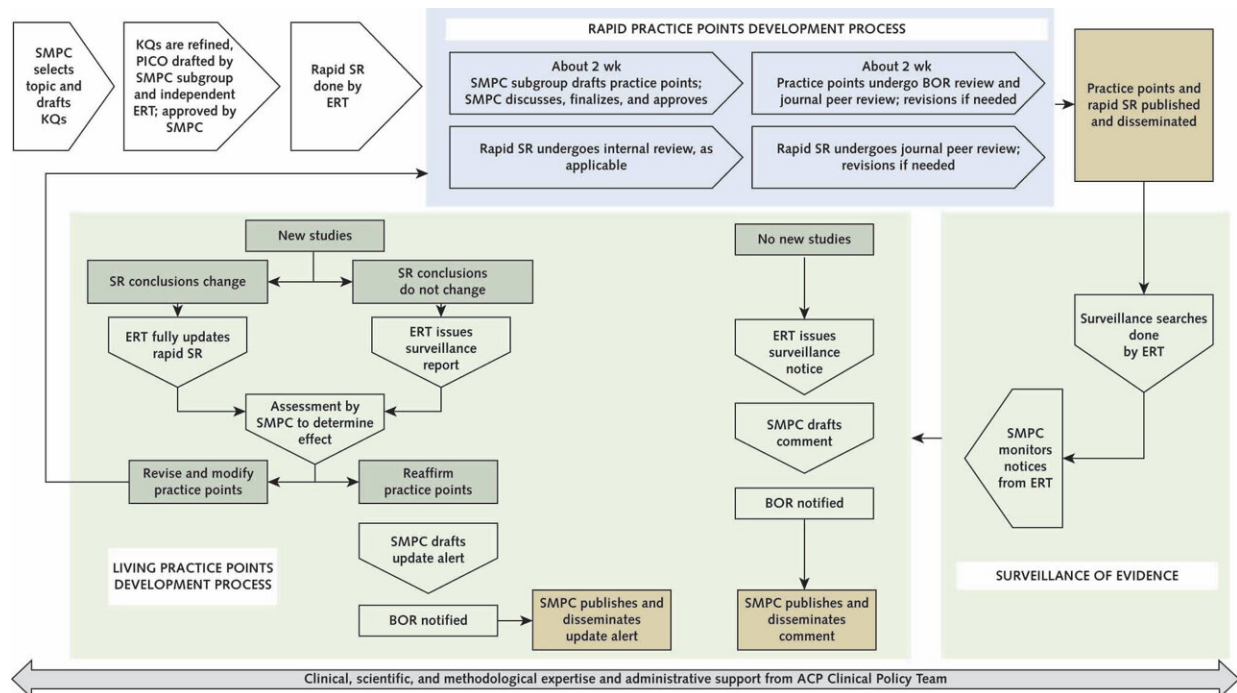 SMPC
selects
topic and
drafts
KQs
KQs are refined,
PICO drafted by
SMPC subgroup
and independent
ERT; approved by
SMPC
Rapid SR
done by
ERT
RAPID PRACTICE POINTS DEVELOPMENT PROCESS
About 2 wk
SMPC subgroup drafts practice points;
SMPC discusses, finalizes, and approves
About 2 wk
Practice points undergo BOR review and
journal peer review; revisions if needed
Rapid SR undergoes internal review, as
applicable
Rapid SR undergoes journal peer review;
revisions if needed
Practice points and
rapid SR published
and disseminated
New studies
SR conclusions change
SR conclusions
do not change
ERT fully updates
rapid SR
ERT issues
surveillance
report
Assessment by
SMPC to determine
effect
Revise and modify
practice points
Reaffirm
practice points
SMPC drafts
update alert
BOR notified
SMPC publishes and
disseminates
update alert
LIVING PRACTICE POINTS
DEVELOPMENT PROCESS
No new studies
ERT issues
surveillance
notice
SMPC drafts
comment
BOR notified
SMPC publishes and
disseminates
comment
Surveillance searches
done
by ERT
SMPC
monitors
notices
from ERT
SURVEILLANCE OF EVIDENCE
Clinical, scientific, and methodological expertise and administrative support from ACP Clinical Policy Team